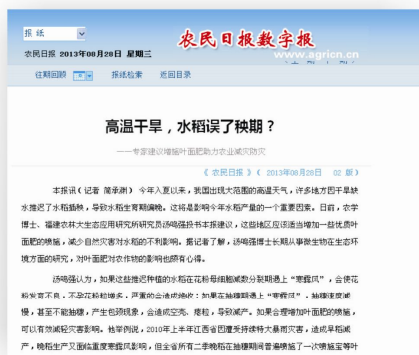 报 纸
农民日报数字报
农民日报 2013年08月28日 星期三
www.agricn.cn
往期回顾 报纸检索 返回目录
高温干旱，水稻误了秧期？
——专家建议增施叶面肥助力农业减灾防灾
《 农民日报 》（ 2013年08月28日 02 版）
本报讯（记者 简承渊） 今年入夏以来，我国出现大范围的高温天气，许多地方因干旱缺
水推迟了水稻插秧，导致水稻生育期偏晚。这将是影响今年水稻产量的一个重要因素。日前，农学
博士、福建农林大生态应用研究所研究员汤鸣强投书本报建议，这些地区应该适当增加一些优质叶
面肥的喷施，减少自然灾害对水稻的不利影响。据记者了解，汤鸣强博士长期从事微生物在生态环
境方面的研究，对叶面肥对农作物的影响也颇有心得。
汤鸣强认为，如果这些推迟种植的水稻在花粉母细胞减数分裂期遇上“寒露风”，会使花
粉发育不良，不孕花粉粒增多，严重的会造成绝收；如果在抽穗期遇上“寒露风”，抽穗速度减
慢，甚至不能抽穗，产生包颈现象，会造成空壳、瘪粒，导致减产。如果合理增加叶面肥的喷施，
可以有效减轻灾害影响。他举例说，2010年上半年江西省因遭受持续特大暴雨灾害，造成早稻减
产，晚稻生产又面临重度寒露风影响，但全省所有二季晚稻在抽穗期间普遍喷施了一次喷施宝等叶